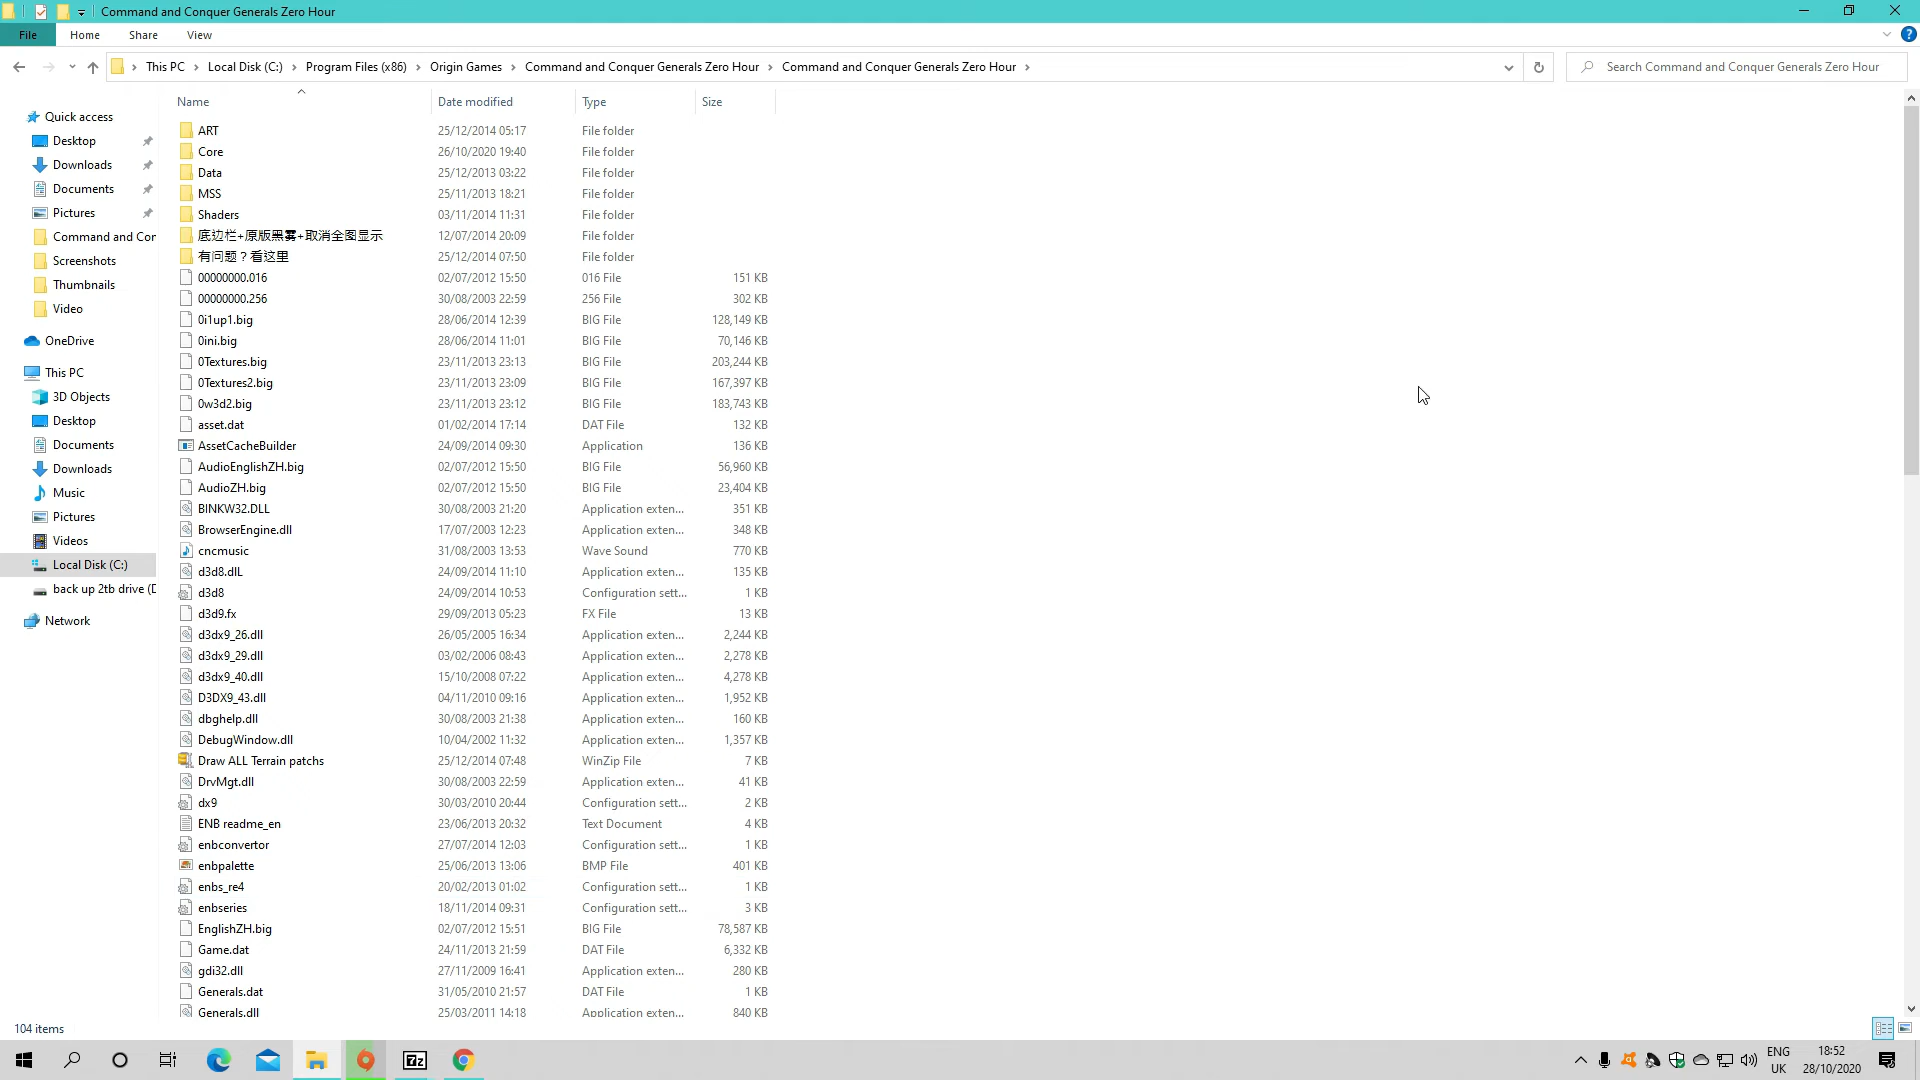 Command and Conquer Generals Zero Hour
File Home Share View
This PC Local Disk (C:) Program Files (x86) Origin Games Command and Conquer Generals Zero Hour Command and Conquer Generals Zero Hour Search Command and Conquer Generals Zero Hour
Quick access
Desktop
Downloads
Documents
Pictures
Command and Cor
Screenshots
Thumbnails
Video
OneDrive
This PC
3D Objects
Desktop
Documents
Downloads
Music
Pictures
Videos
Local Disk (C:)
back up 2tb drive (D
Network
Name Date modified Type Size
ART 25/12/2014 05:17 File folder
Core 26/10/2020 19:40 File folder
Data 25/12/2013 03:22 File folder
MSS 25/11/2013 18:21 File folder
Shaders 03/11/2014 11:31 File folder
底边栏+原版黑雾+取消全图显示 12/07/2014 20:09 File folder
有问题？看这里 25/12/2014 07:50 File folder
00000000.016 02/07/2012 15:50 016 File 151 KB
00000000.256 30/08/2003 22:59 256 File 302 KB
0i1up1.big 28/06/2014 12:39 BIG File 128,149 KB
0ini.big 28/06/2014 11:01 BIG File 70,146 KB
0Textures.big 23/11/2013 23:13 BIG File 203,244 KB
0Textures2.big 23/11/2013 23:09 BIG File 167,397 KB
0w3d2.big 23/11/2013 23:12 BIG File 183,743 KB
asset.dat 01/02/2014 17:14 DAT File 132 KB
AssetCacheBuilder 24/09/2014 09:30 Application 136 KB
AudioEnglishZH.big 02/07/2012 15:50 BIG File 56,960 KB
AudioZH.big 02/07/2012 15:50 BIG File 23,404 KB
BINKW32.DLL 30/08/2003 21:20 Application exten... 351 KB
BrowserEngine.dll 17/07/2003 12:23 Application exten... 348 KB
cncmusic 31/08/2003 13:53 Wave Sound 770 KB
d3d8.dlL 24/09/2014 11:10 Application exten... 135 KB
d3d8 24/09/2014 10:53 Configuration sett... 1 KB
d3d9.fx 29/09/2013 05:23 FX File 13 KB
d3dx9_26.dll 26/05/2005 16:34 Application exten... 2,244 KB
d3dx9_29.dll 03/02/2006 08:43 Application exten... 2,278 KB
d3dx9_40.dll 15/10/2008 07:22 Application exten... 4,278 KB
D3DX9_43.dll 04/11/2010 09:16 Application exten... 1,952 KB
dbghelp.dll 30/08/2003 21:38 Application exten... 160 KB
DebugWindow.dll 10/04/2002 11:32 Application exten... 1,357 KB
Draw ALL Terrain patchs 25/12/2014 07:48 WinZip File 7 KB
DrvMgt.dll 30/08/2003 22:59 Application exten... 41 KB
dx9 30/03/2010 20:44 Configuration sett... 2 KB
ENB readme_en 23/06/2013 20:32 Text Document 4 KB
enbconvertor 27/07/2014 12:03 Configuration sett... 1 KB
enbpalette 25/06/2013 13:06 BMP File 401 KB
enbs_re4 20/02/2013 01:02 Configuration sett... 1 KB
enbseries 18/11/2014 09:31 Configuration sett... 3 KB
EnglishZH.big 02/07/2012 15:51 BIG File 78,587 KB
Game.dat 24/11/2013 21:59 DAT File 6,332 KB
gdi32.dll 27/11/2009 16:41 Application exten... 280 KB
Generals.dat 31/05/2010 21:57 DAT File 1 KB
Generals.dll 25/03/2011 14:18 Application exten... 840 KB
104 items
7z
ENG
UK
18:52
28/10/2020